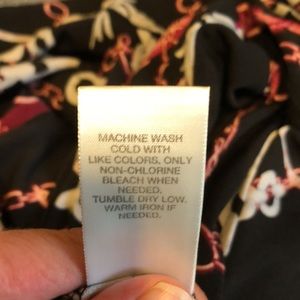 MACHINE WASH
COLD WITH
LIKE COLORS, ONLY
NON-CHLORINE
BLEACH WHEN
NEEDED.
TUMBLE DRY LOW.
WARM IRON IF
NEEDED.